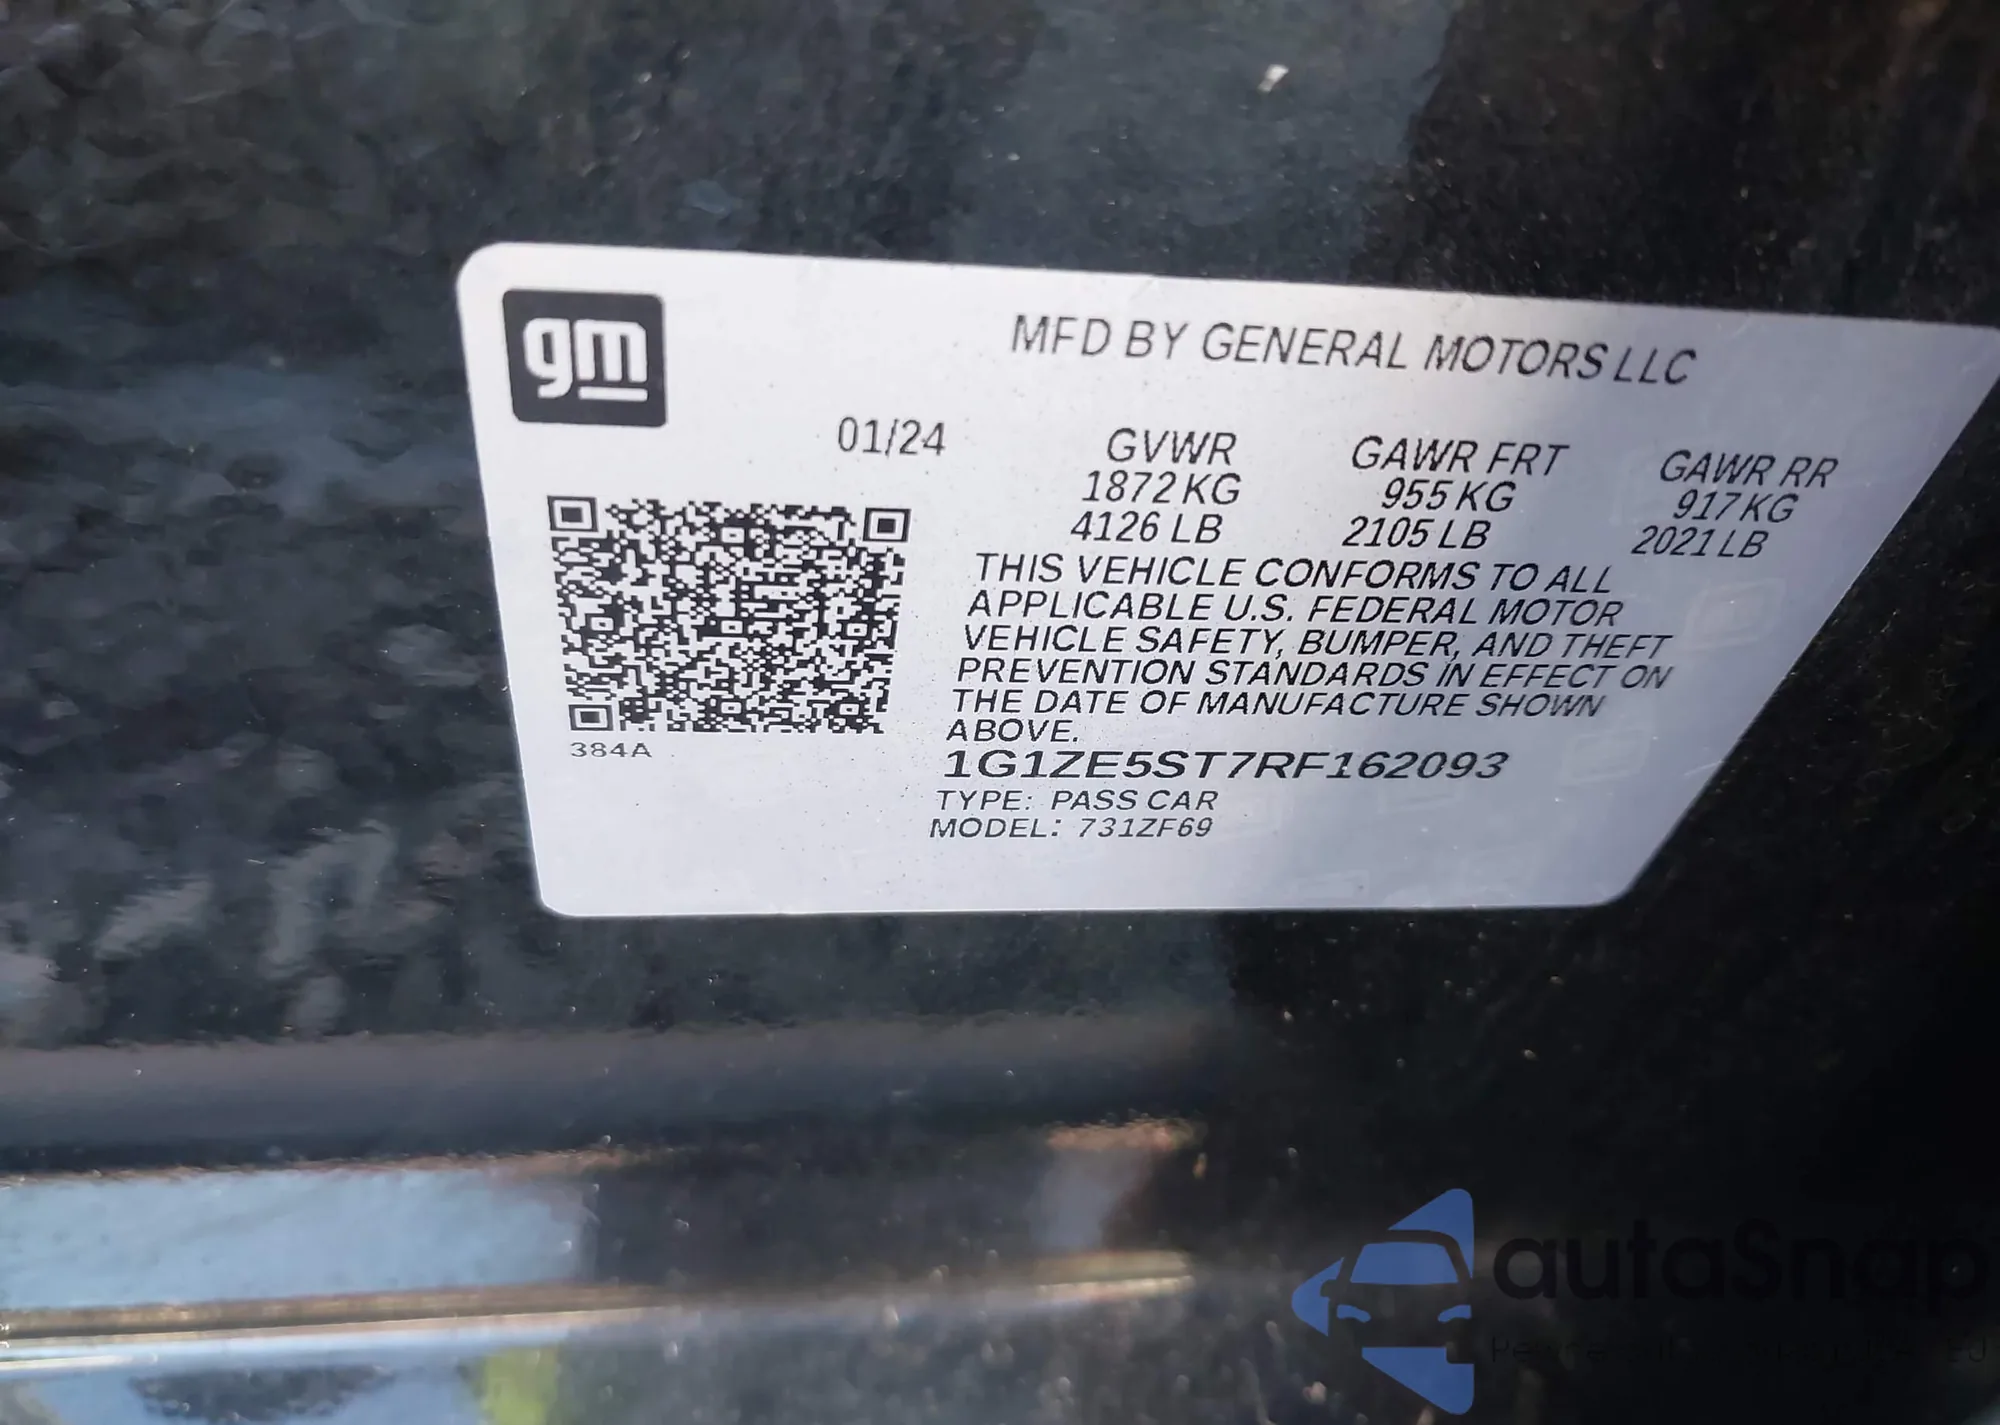 gm
MFD BY GENERAL MOTORS LLC
01/24
GVWR GAWR FRT GAWR RR
1872 KG 955 KG 917 KG
4126 LB 2105 LB 2021 LB
THIS VEHICLE CONFORMS TO ALL
APPLICABLE U.S. FEDERAL MOTOR
VEHICLE SAFETY, BUMPER, AND THEFT
PREVENTION STANDARDS IN EFFECT ON
THE DATE OF MANUFACTURE SHOWN
ABOVE.
384A
1G1ZE5ST7RF162093
TYPE: PASS CAR
MODEL: 731ZF69
autaSnap